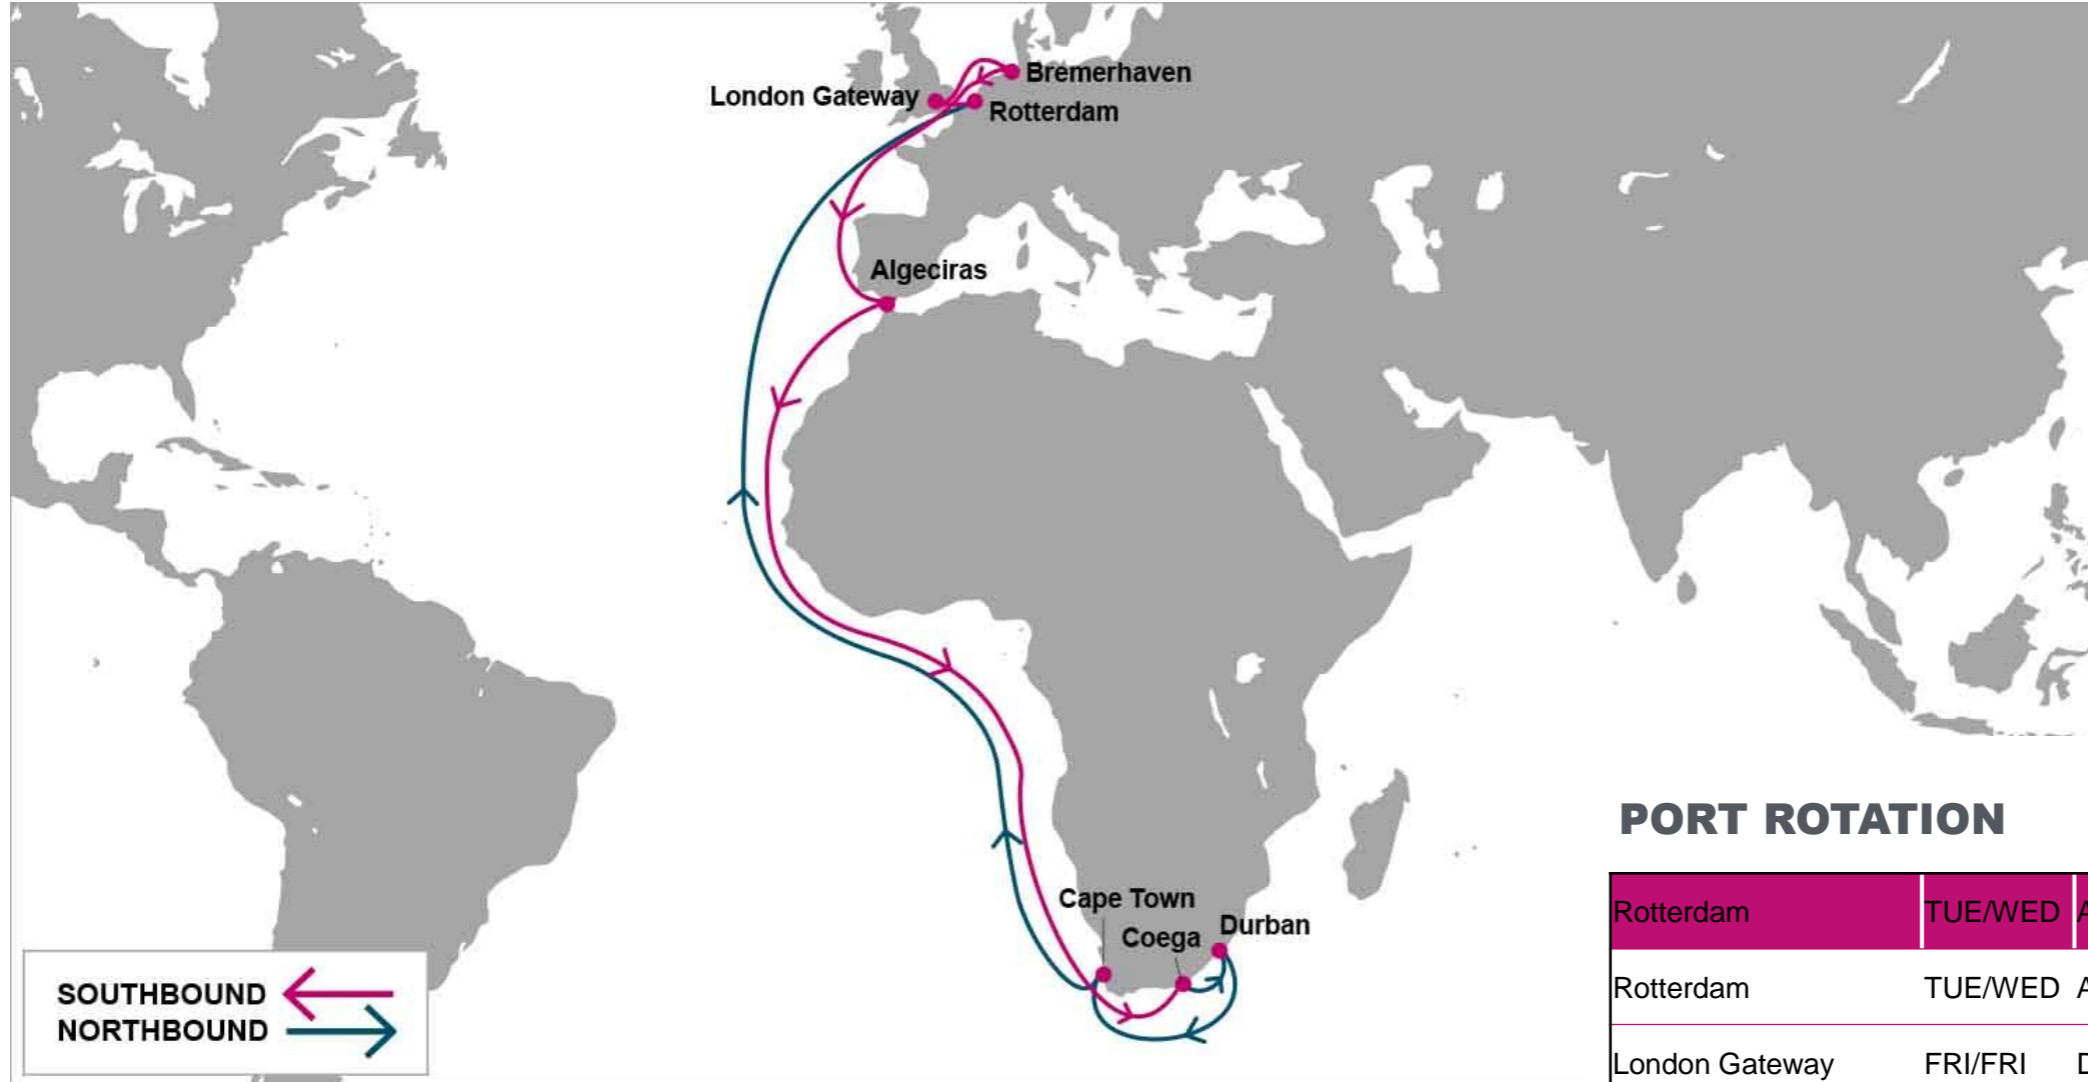 London Gateway
Bremerhaven
Rotterdam
Algeciras
Cape Town
Coega
Durban
SOUTHBOUND
NORTHBOUND
PORT ROTATION
Rotterdam TUE/WED
Rotterdam TUE/WED
London Gateway FRI/FRI